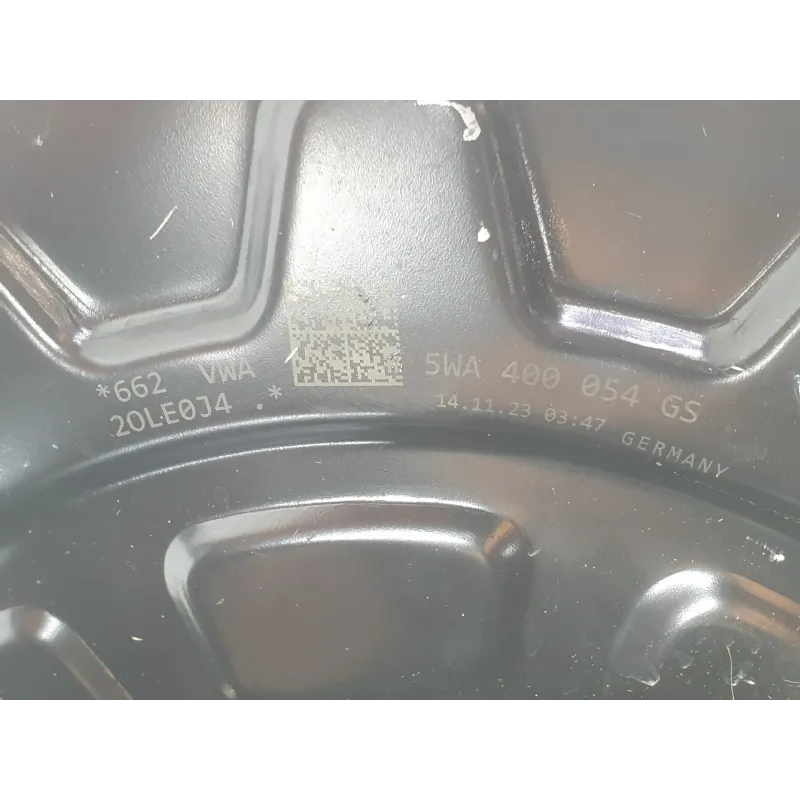 *662 VWA
20LE0J4 .*
5WA 400 054 GS
14.11.23 03:47 GERMANY